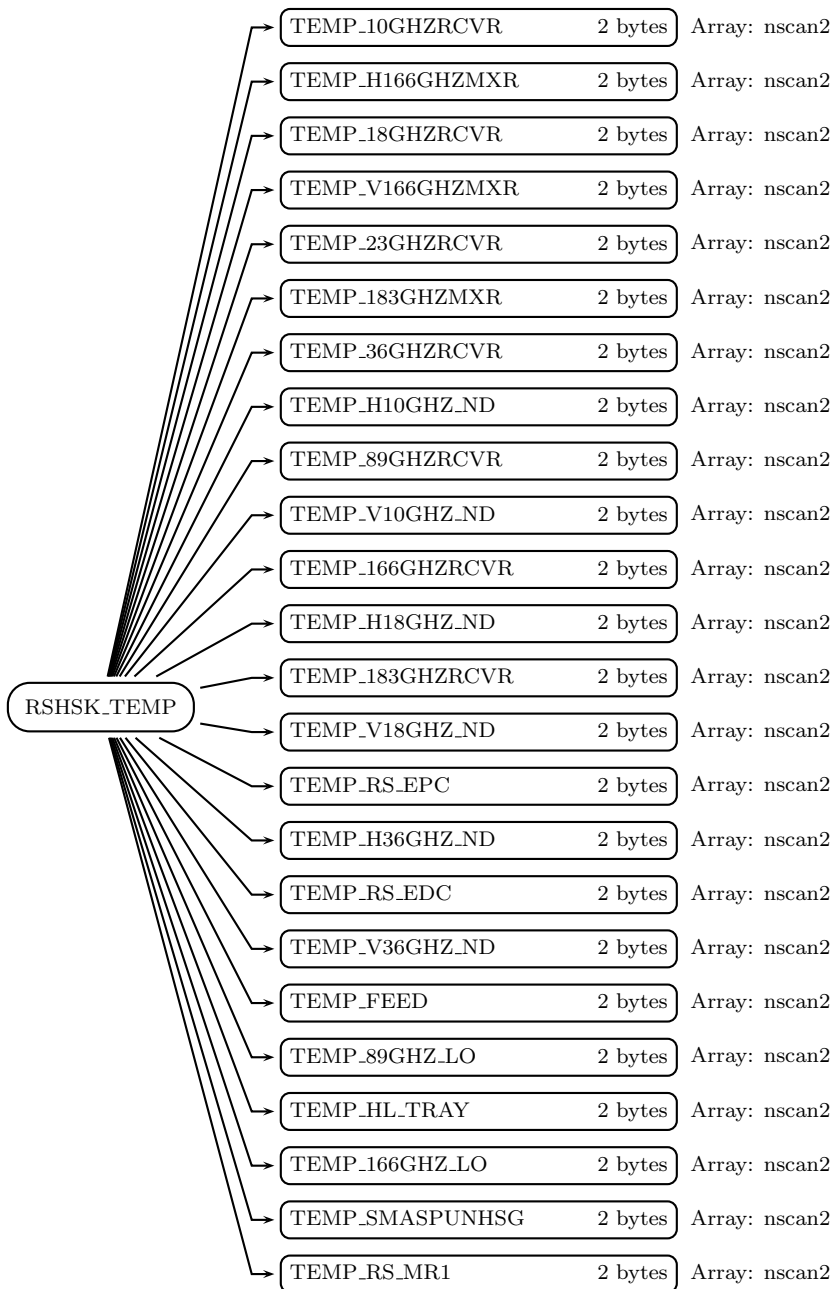 TEMP_10GHZRCVR 2 bytes Array: nscan2
TEMP_H166GHZMXR 2 bytes Array: nscan2
TEMP_18GHZRCVR 2 bytes Array: nscan2
TEMP_V166GHZMXR 2 bytes Array: nscan2
TEMP_23GHZRCVR 2 bytes Array: nscan2
TEMP_183GHZMXR 2 bytes Array: nscan2
TEMP_36GHZRCVR 2 bytes Array: nscan2
TEMP_H10GHZ_ND 2 bytes Array: nscan2
TEMP_89GHZRCVR 2 bytes Array: nscan2
TEMP_V10GHZ_ND 2 bytes Array: nscan2
TEMP_166GHZRCVR 2 bytes Array: nscan2
TEMP_H18GHZ_ND 2 bytes Array: nscan2
TEMP_183GHZRCVR 2 bytes Array: nscan2
RSHSK_TEMP
TEMP_V18GHZ_ND 2 bytes Array: nscan2
TEMP_RS_EPC 2 bytes Array: nscan2
TEMP_H36GHZ_ND 2 bytes Array: nscan2
TEMP_RS_EDC 2 bytes Array: nscan2
TEMP_V36GHZ_ND 2 bytes Array: nscan2
TEMP_FEED 2 bytes Array: nscan2
TEMP_89GHZ_LO 2 bytes Array: nscan2
TEMP_HL_TRAY 2 bytes Array: nscan2
TEMP_166GHZ_LO 2 bytes Array: nscan2
TEMP_SMASPUNHSG 2 bytes Array: nscan2
TEMP_RS_MR1 2 bytes Array: nscan2